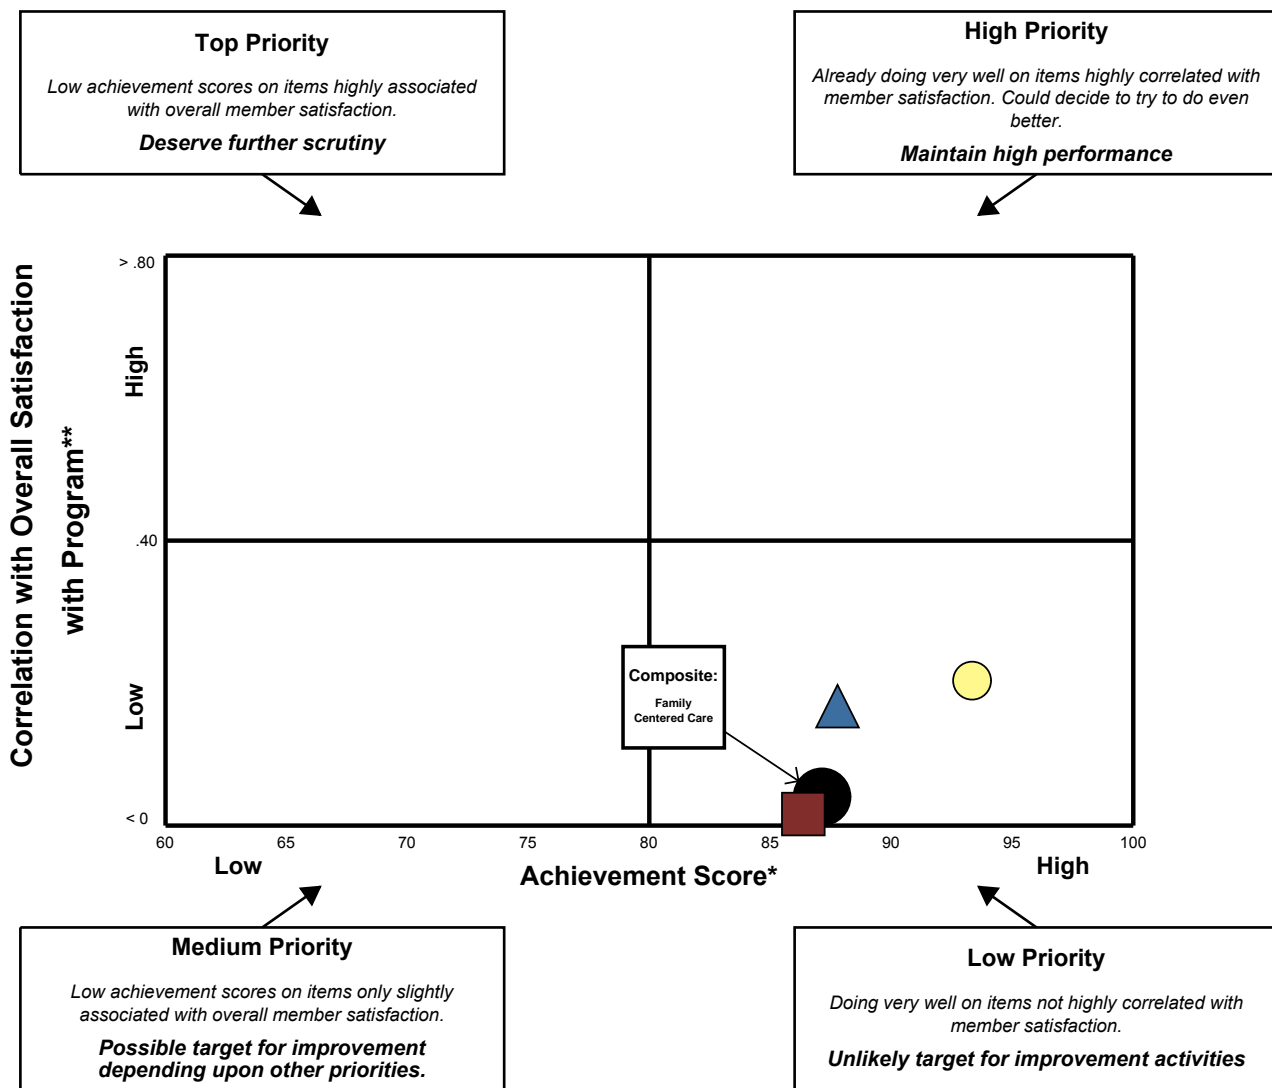 Top Priority
Low achievement scores on items highly associated
with overall member satisfaction.
Deserve further scrutiny
High Priority
Already doing very well on items highly correlated with
member satisfaction. Could decide to try to do even
better.
Maintain high performance
Correlation with Overall Satisfaction
with Program**
> .80
High
.40
Low
< 0
Composite:
Family
Centered Care
60
65
70
75
80
85
90
95
100
Low
Achievement Score*
High
Medium Priority
Low achievement scores on items only slightly
associated with overall member satisfaction.
Possible target for improvement
depending upon other priorities.
Low Priority
Doing very well on items not highly correlated with
member satisfaction.
Unlikely target for improvement activities